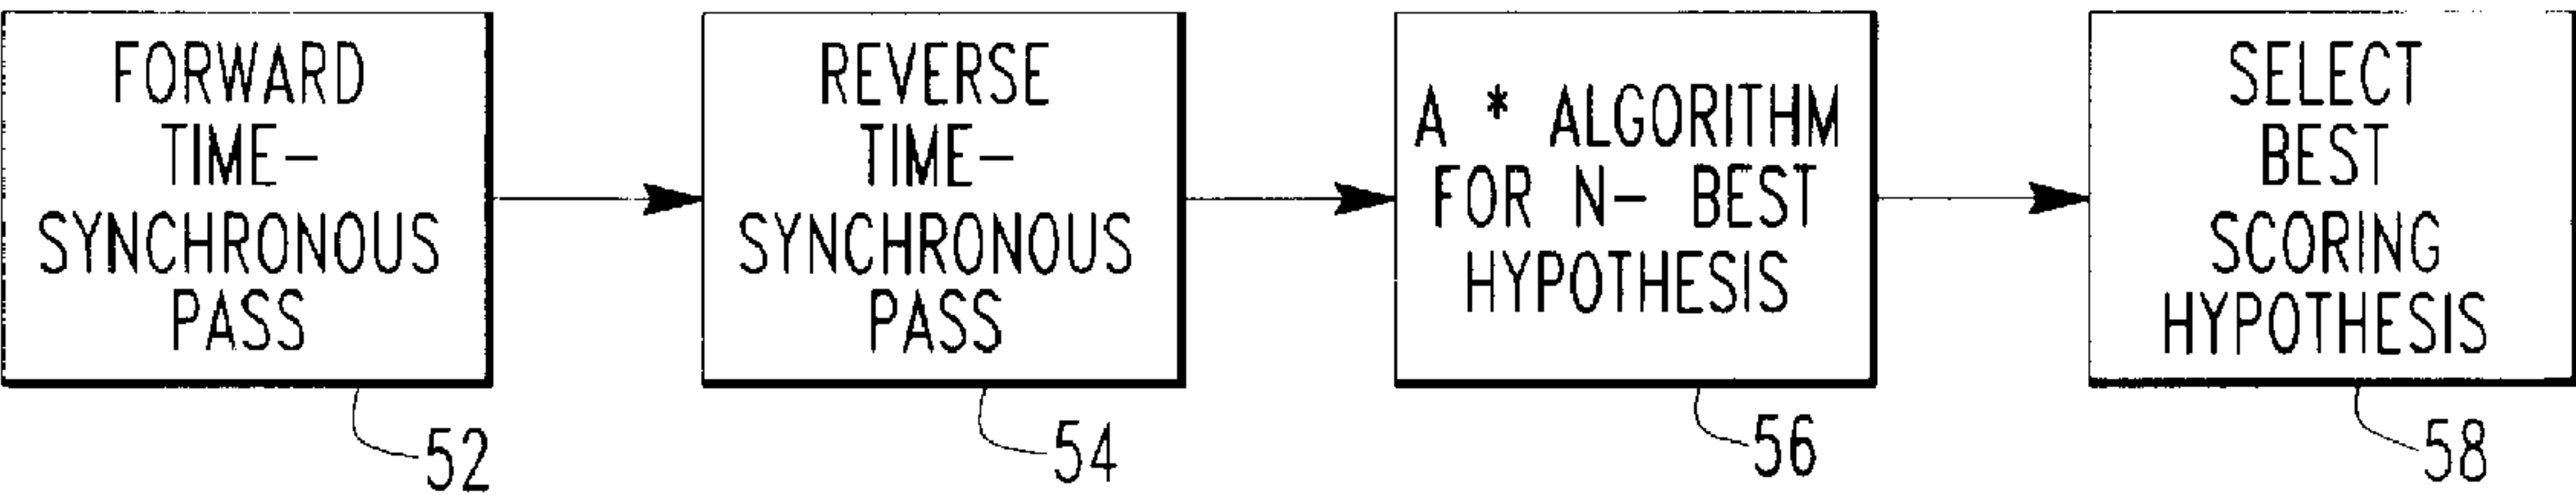 FORWARD
TIME-
SYNCHRONOUS
PASS
52
REVERSE
TIME-
SYNCHRONOUS
PASS
54
A * ALGORITHM
FOR N- BEST
HYPOTHESIS
56
SELECT
BEST
SCORING
HYPOTHESIS
58